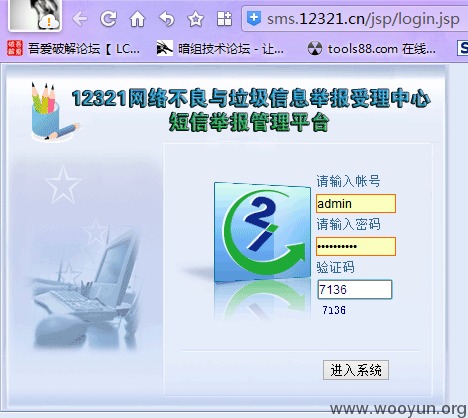 sms.12321.cn/jsp/login.jsp
吾爱破解论坛【 LC...
暗组技术论坛 - 让...
tools88.com 在线...
12321网络不良与垃圾信息举报受理中心
短信举报管理平台
请输入帐号
admin
请输入密码
••••••••••
验证码
7136
7136
进入系统
www.wooyun.org